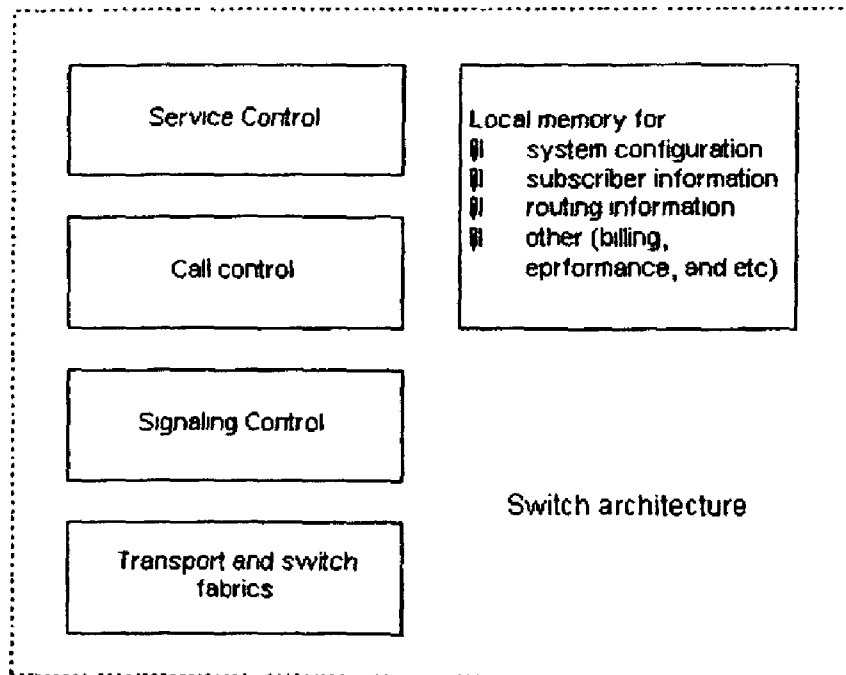 Service Control
Call control
Signaling Control
Transport and switch
fabrics
Local memory for
system configuration
subscriber information
routing information
other (billing,
eprformance, and etc)
Switch architecture